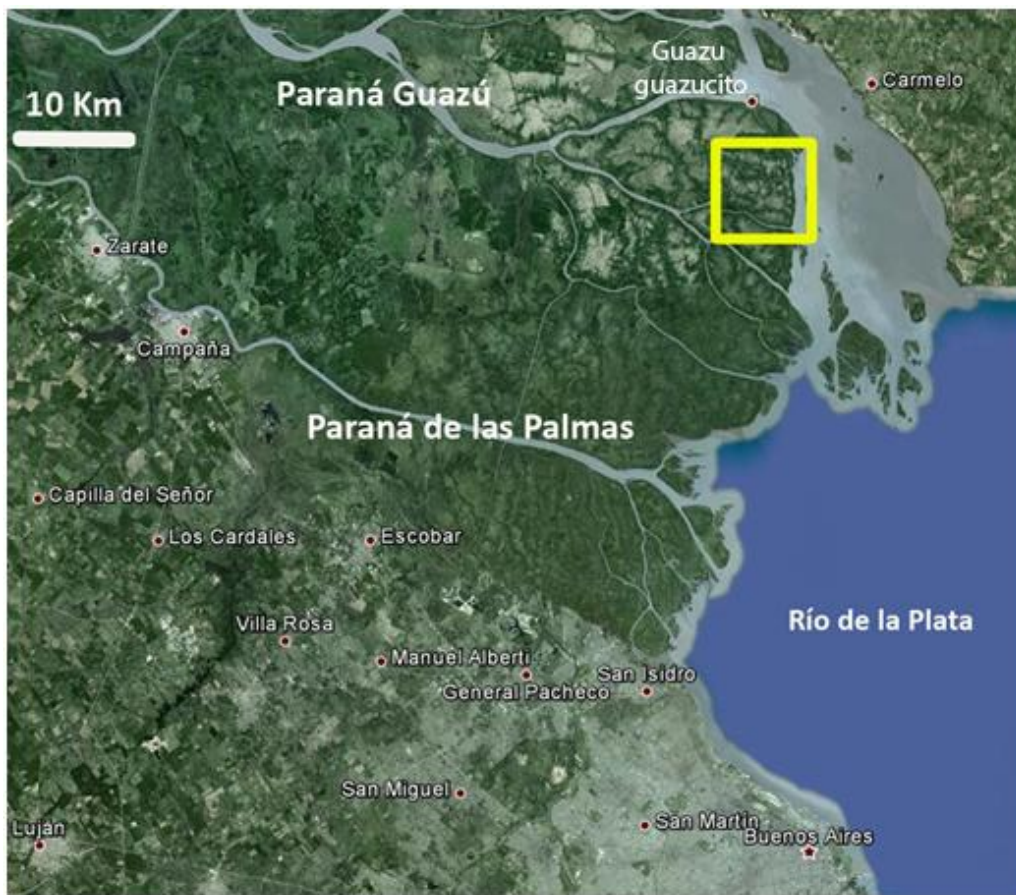 Guazu
guazucito
Carmelo
Paraná Guazú
10 Km
Zarate
Campaña
Paraná de las Palmas
Capilla del Señor
Los Cardales
Escobar
Río de la Plata
Villa Rosa
Manuel Alberti
San Isidro
General Pacheco
San Miguel
San Martín
Luján
Buenos Aires